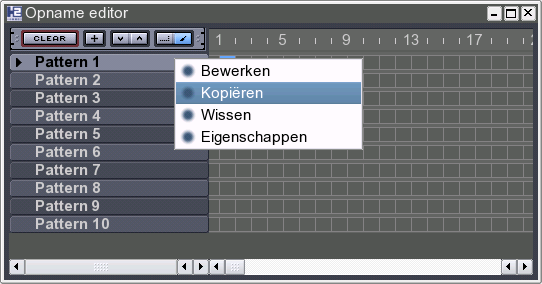 Opname editor
CLEAR 1 5 9 13 17
Pattern 1
Pattern 2
Pattern 3
Pattern 4
Pattern 5
Pattern 6
Pattern 7
Pattern 8
Pattern 9
Pattern 10
Bewerken
Kopiëren
Wissen
Eigenschappen